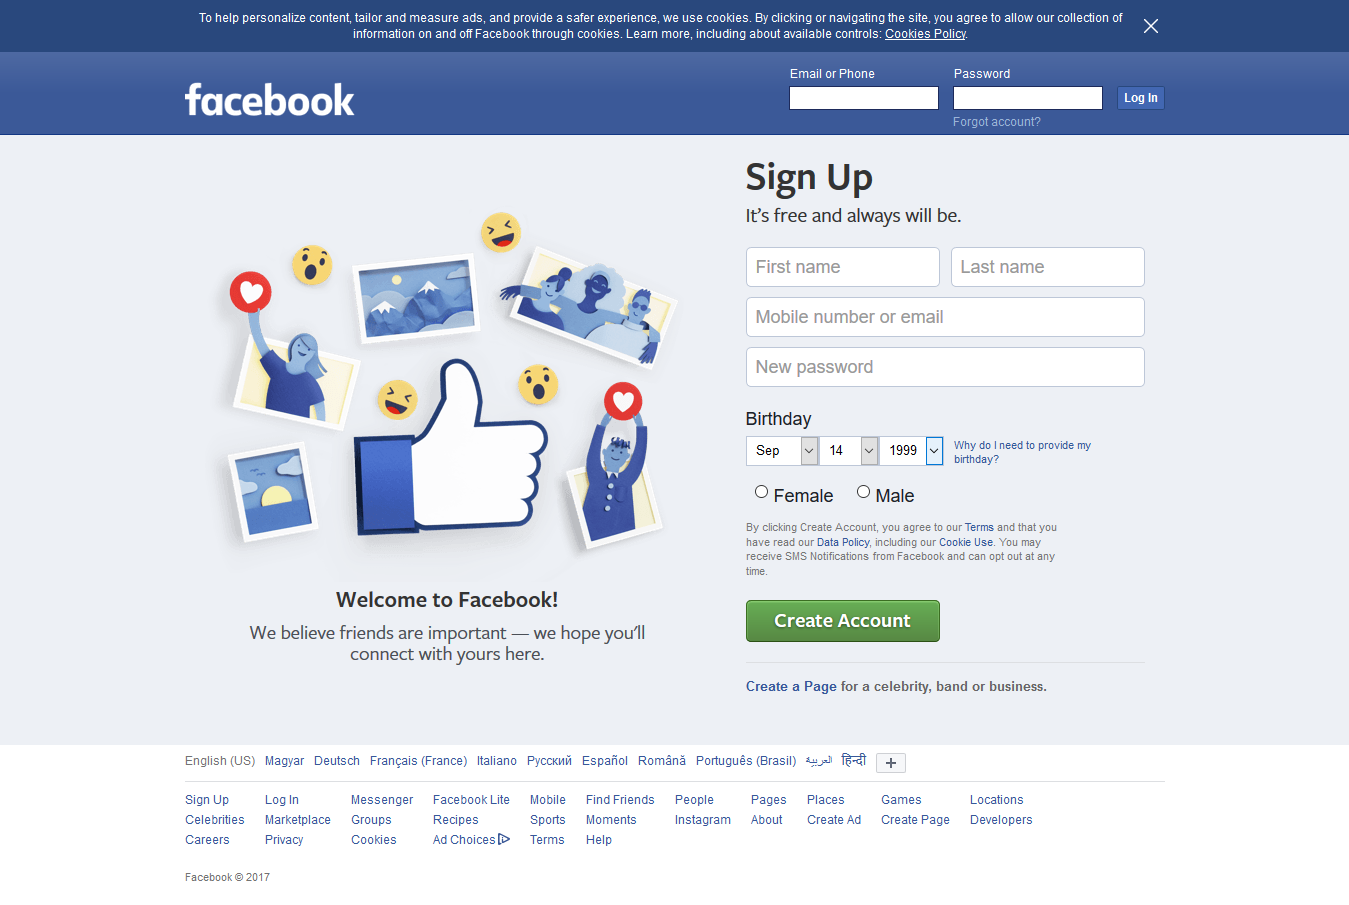 To help personalize content, tailor and measure ads, and provide a safer experience, we use cookies. By clicking or navigating the site, you agree to allow our collection of
information on and off Facebook through cookies. Learn more, including about available controls: Cookies Policy.
facebook
Email or Phone
Password
Log In
Forgot account?
Sign Up
It's free and always will be.
First name
Last name
Mobile number or email
New password
Birthday
Sep
14
1999
Why do I need to provide my
birthday?
Female
Male
By clicking Create Account, you agree to our Terms and that you
have read our Data Policy, including our Cookie Use. You may
receive SMS Notifications from Facebook and can opt out at any
time.
Create Account
Create a Page for a celebrity, band or business.
Welcome to Facebook!
We believe friends are important — we hope you'll
connect with yours here.
English (US) Magyar Deutsch Français (France) Italiano Русский Español Română Português (Brasil) العربية हिन्दी
Sign Up Log In Messenger Facebook Lite Mobile Find Friends People Pages Places Games Locations
Celebrities Marketplace Groups Recipes Sports Moments Instagram About Create Ad Create Page Developers
Careers Privacy Cookies Ad Choices Terms Help
Facebook © 2017